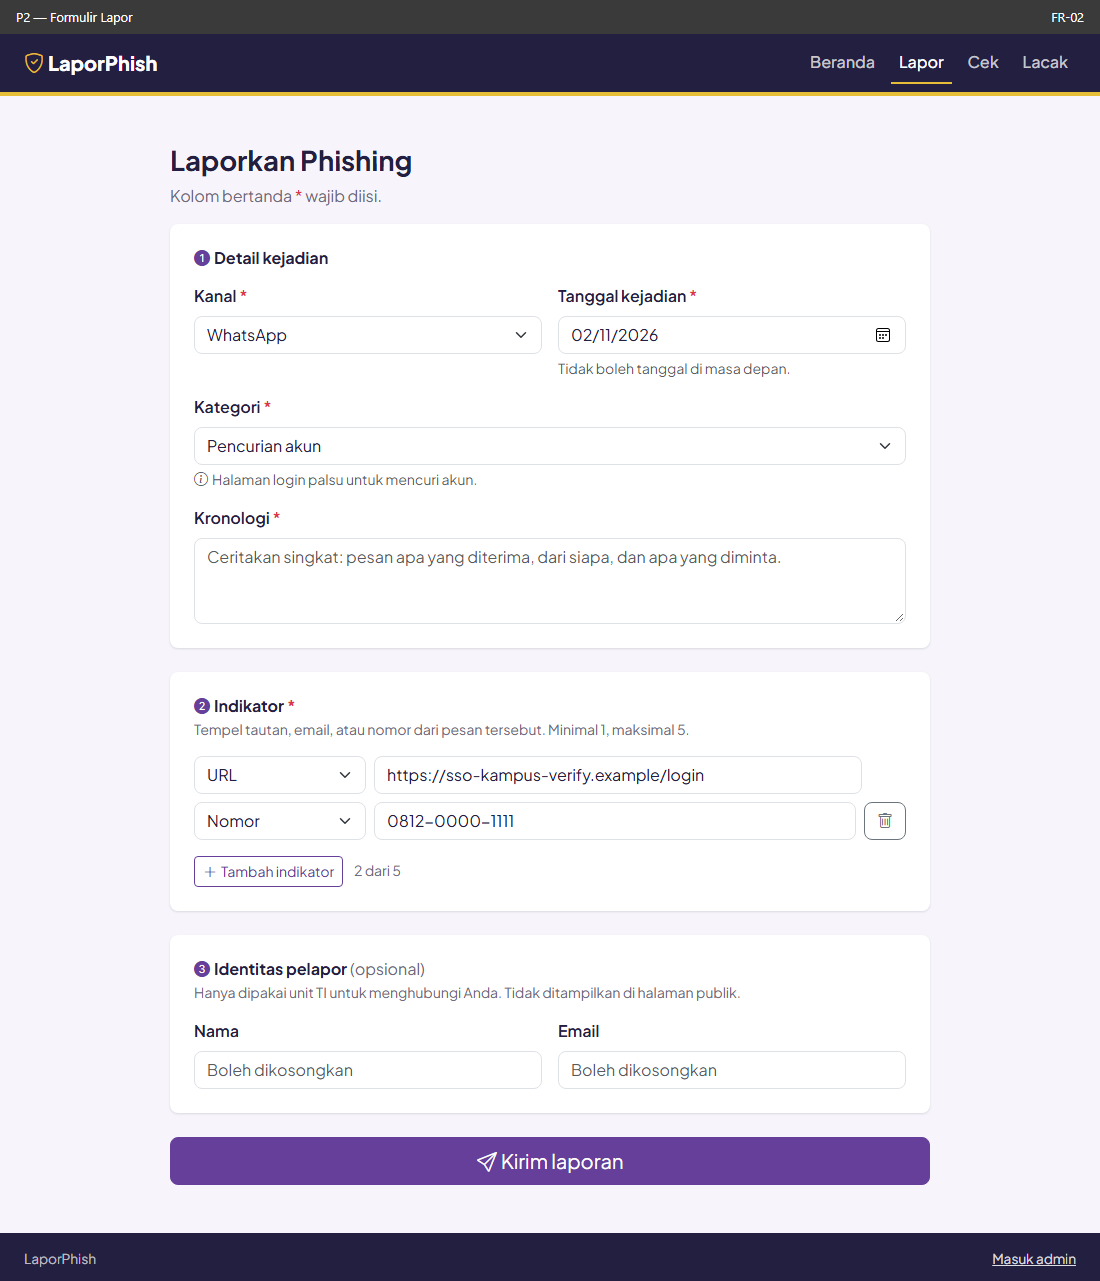 P2 — Formulir Lapor FR-02
LaporPhish Beranda Lapor Cek Lacak
Laporkan Phishing
Kolom bertanda * wajib diisi.
1 Detail kejadian
Kanal * Tanggal kejadian *
WhatsApp 02/11/2026
Tidak boleh tanggal di masa depan.
Kategori *
Pencurian akun
Halaman login palsu untuk mencuri akun.
Kronologi *
Ceritakan singkat: pesan apa yang diterima, dari siapa, dan apa yang diminta.
2 Indikator *
Tempel tautan, email, atau nomor dari pesan tersebut. Minimal 1, maksimal 5.
URL https://sso-kampus-verify.example/login
Nomor 0812-0000-1111
+ Tambah indikator 2 dari 5
3 Identitas pelapor (opsional)
Hanya dipakai unit TI untuk menghubungi Anda. Tidak ditampilkan di halaman publik.
Nama Email
Boleh dikosongkan Boleh dikosongkan
Kirim laporan
LaporPhish Masuk admin